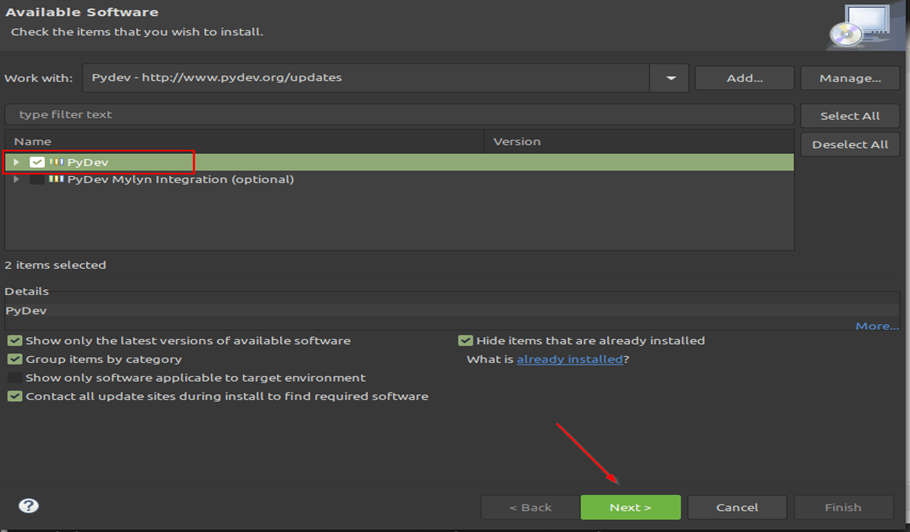 Available Software
Check the items that you wish to install.
Work with: Pydev - http://www.pydev.org/updates Add... Manage...
type filter text Select All
Name Version Deselect All
PyDev
PyDev Mylyn Integration (optional)
2 items selected
Details
PyDev
More...
Show only the latest versions of available software Hide items that are already installed
Group items by category What is already installed?
Show only software applicable to target environment
Contact all update sites during install to find required software
? < Back Next > Cancel Finish